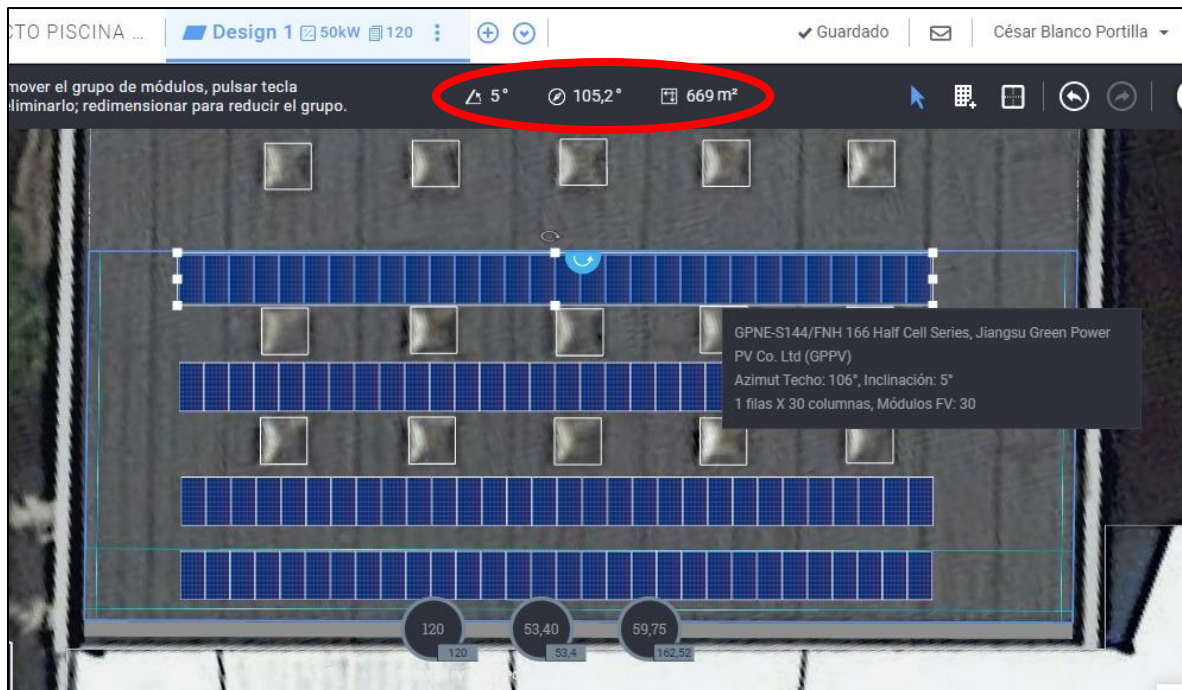 CTO PISCINA ...
Design 1 50kW 120
Guardado
César Blanco Portilla
mover el grupo de módulos, pulsar tecla
eliminarlo; redimensionar para reducir el grupo.
5° 105,2° 669 m²
GPNE-S144/FNH 166 Half Cell Series, Jiangsu Green Power
PV Co. Ltd (GPPV)
Azimut Techo: 106°, Inclinación: 5°
1 filas X 30 columnas, Módulos FV: 30
120 53,40 59,75
120 53,4 162,52